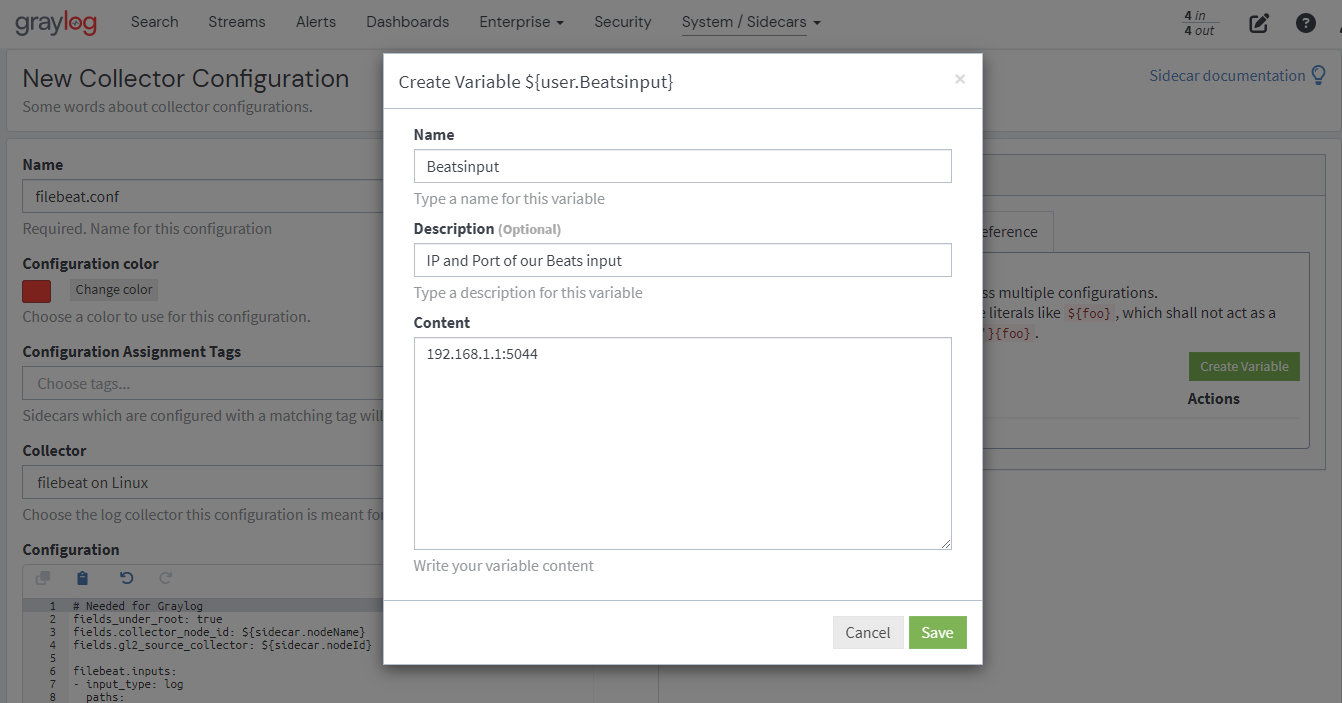 graylog
Search
Streams
Alerts
Dashboards
Enterprise
Security
System / Sidecars
4 in
4 out
New Collector Configuration
Some words about collector configurations.
Sidecar documentation
Name
filebeat.conf
Required. Name for this configuration
Configuration color
Change color
Choose a color to use for this configuration.
Configuration Assignment Tags
Choose tags...
Sidecars which are configured with a matching tag will
Collector
filebeat on Linux
Choose the log collector this configuration is meant for
Configuration
1 # Needed for Graylog
2 fields_under_root: true
3 fields.collector_node_id: ${sidecar.nodeName}
4 fields.gl2_source_collector: ${sidecar.nodeId}
5
6 filebeat.inputs:
7 - input_type: log
8 paths:
Create Variable ${user.Beatsinput}
×
Name
Beatsinput
Type a name for this variable
Description (Optional)
IP and Port of our Beats input
Type a description for this variable
Content
192.168.1.1:5044
Write your variable content
Cancel
Save
eference
ss multiple configurations.
e literals like ${foo} , which shall not act as a
'}{foo} .
Create Variable
Actions